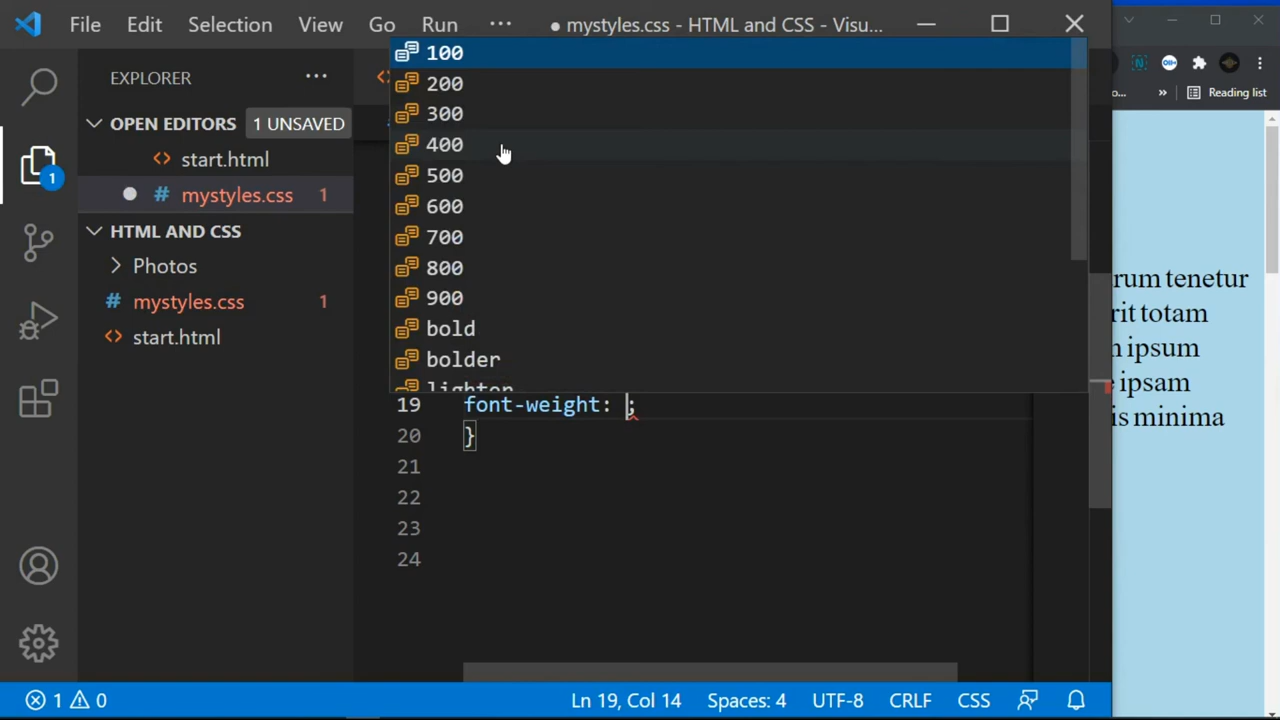 File Edit Selection View Go Run ··· ● mystyles.css - HTML and CSS - Visu...
EXPLORER ···
OPEN EDITORS 1 UNSAVED
<> start.html
# mystyles.css 1
HTML AND CSS
Photos
# mystyles.css 1
<> start.html
1
100
200
300
400
500
600
700
800
900
bold
bolder
lighter
19 font-weight: ;
20 }
21
22
23
24
1 0 Ln 19, Col 14 Spaces: 4 UTF-8 CRLF CSS
o... » Reading list
rum tenetur
rit totam
ipsum
ipsam
is minima